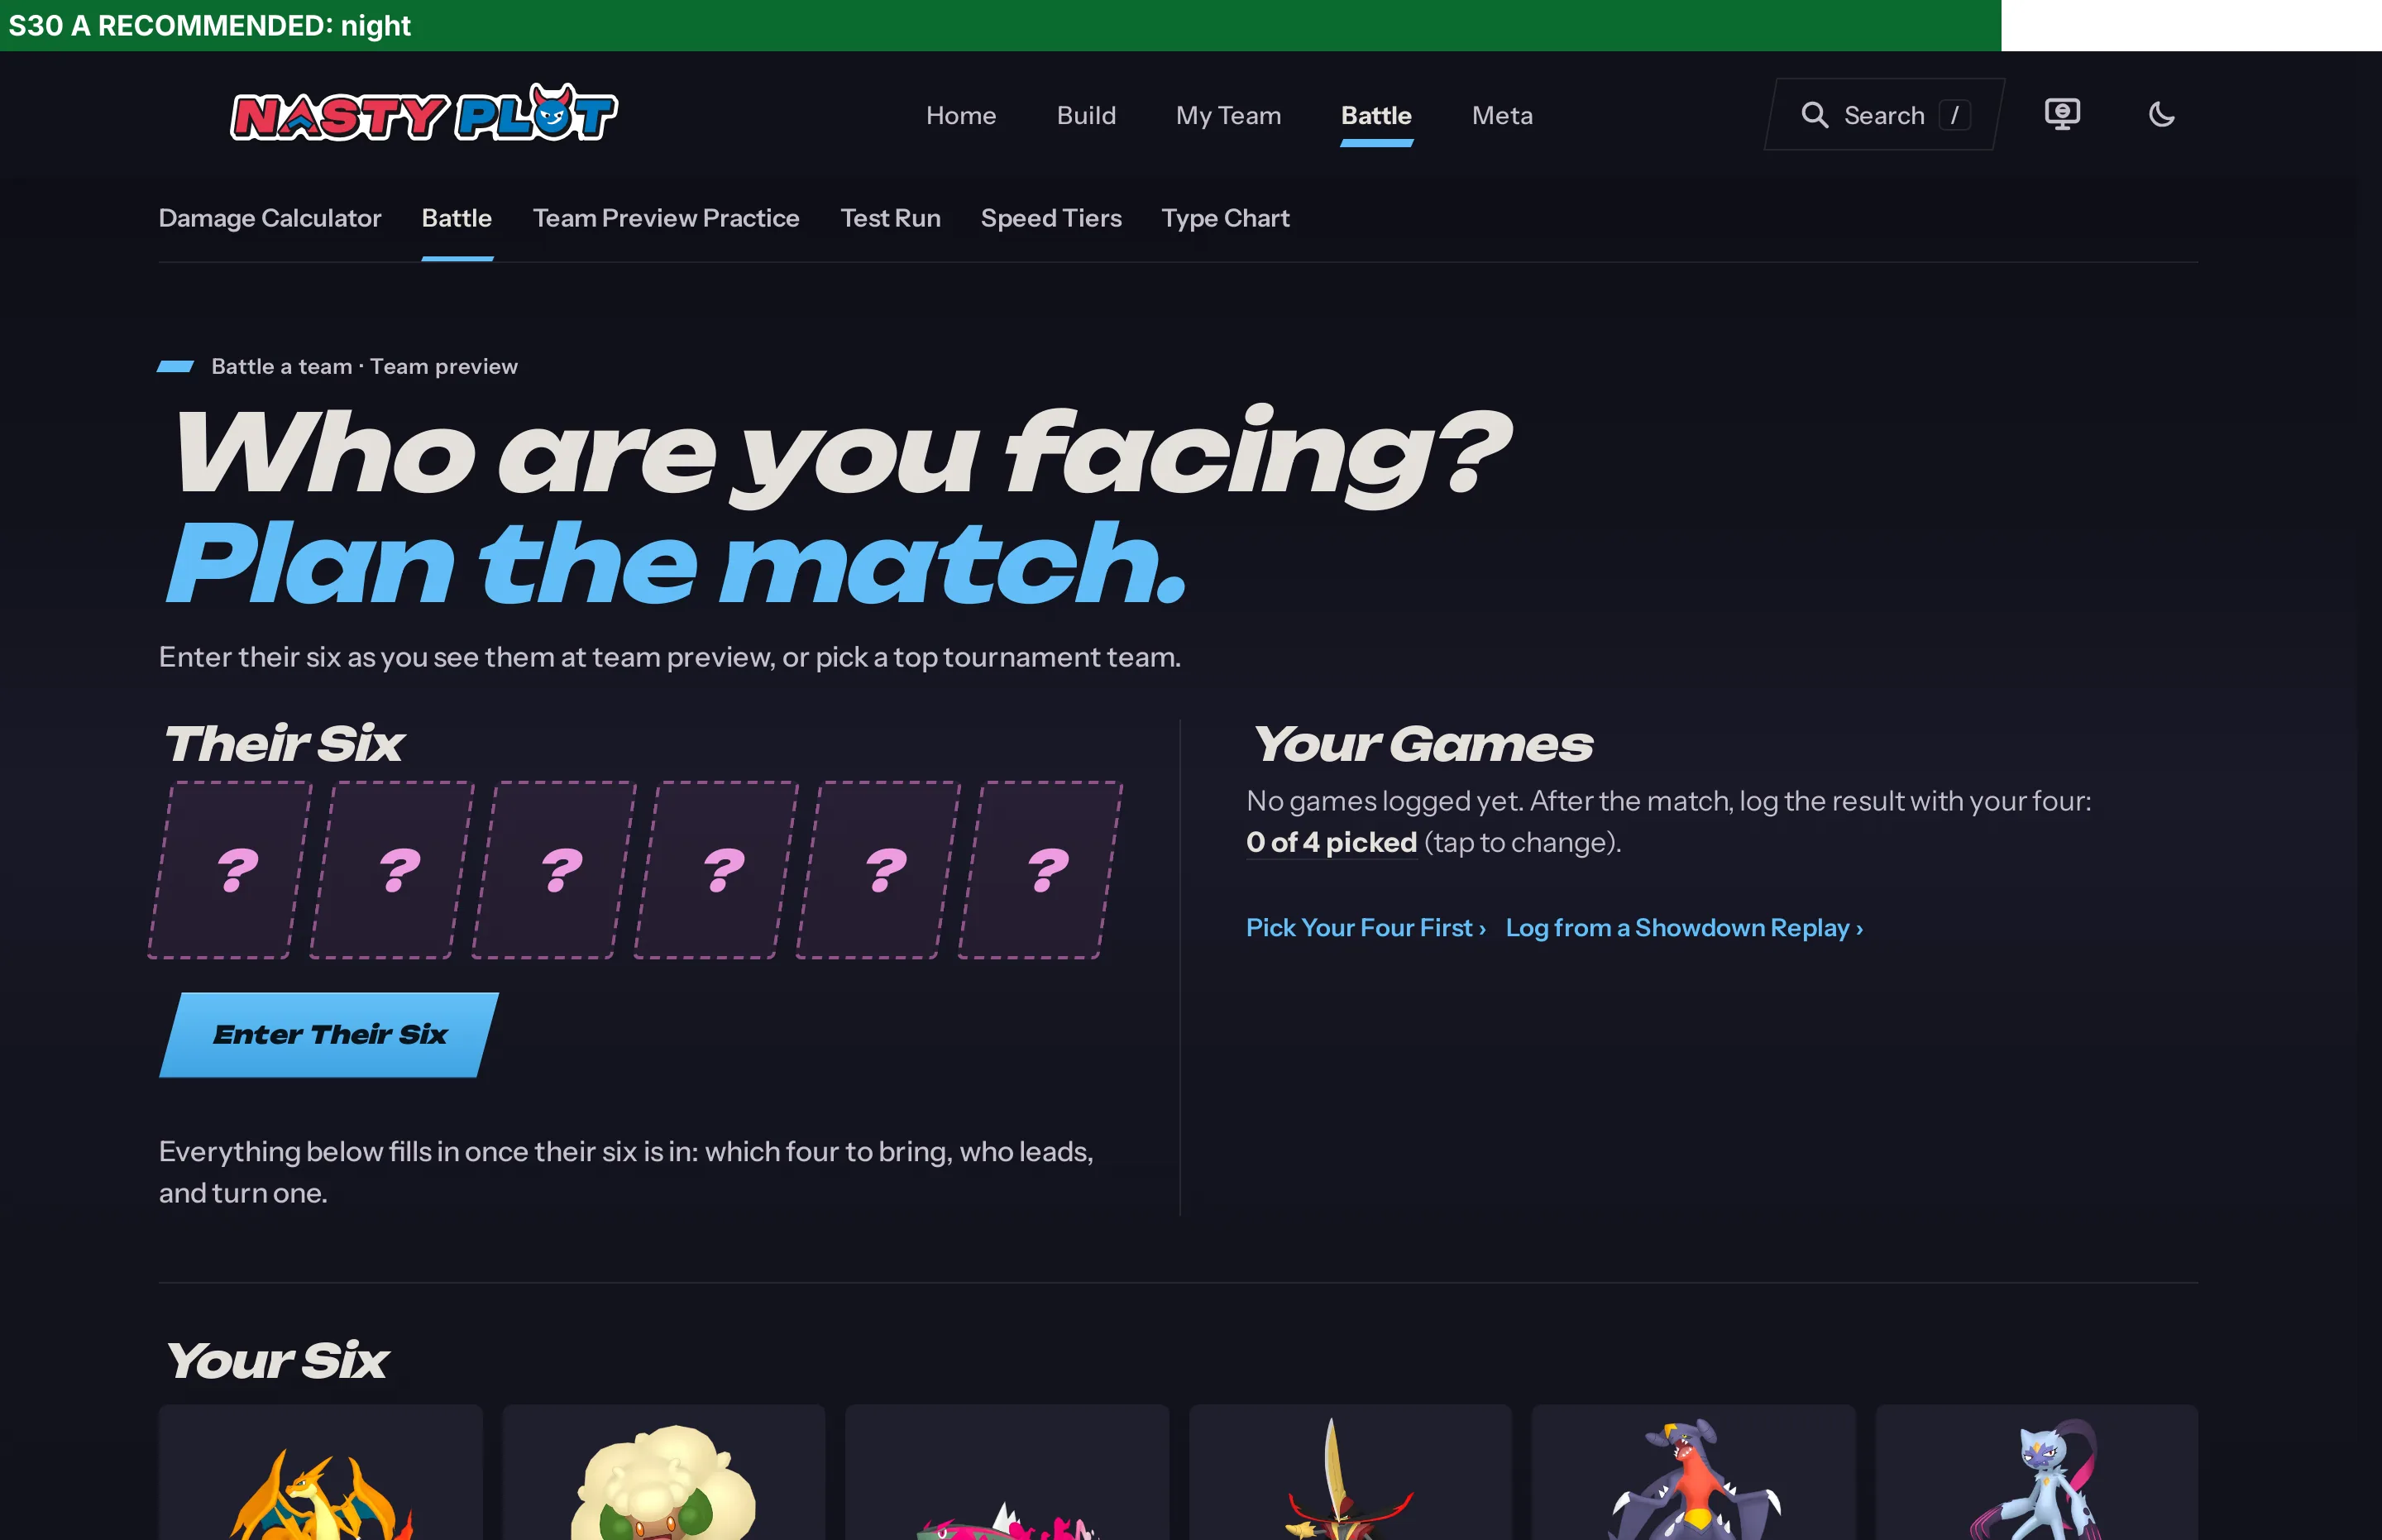 S30 A RECOMMENDED: night
NASTY PLOT
Home Build My Team Battle Meta Search /
Damage Calculator Battle Team Preview Practice Test Run Speed Tiers Type Chart
Battle a team · Team preview
Who are you facing?
Plan the match.
Enter their six as you see them at team preview, or pick a top tournament team.
Their Six
? ? ? ? ? ?
Enter Their Six
Everything below fills in once their six is in: which four to bring, who leads,
and turn one.
Your Games
No games logged yet. After the match, log the result with your four:
0 of 4 picked (tap to change).
Pick Your Four First › Log from a Showdown Replay ›
Your Six